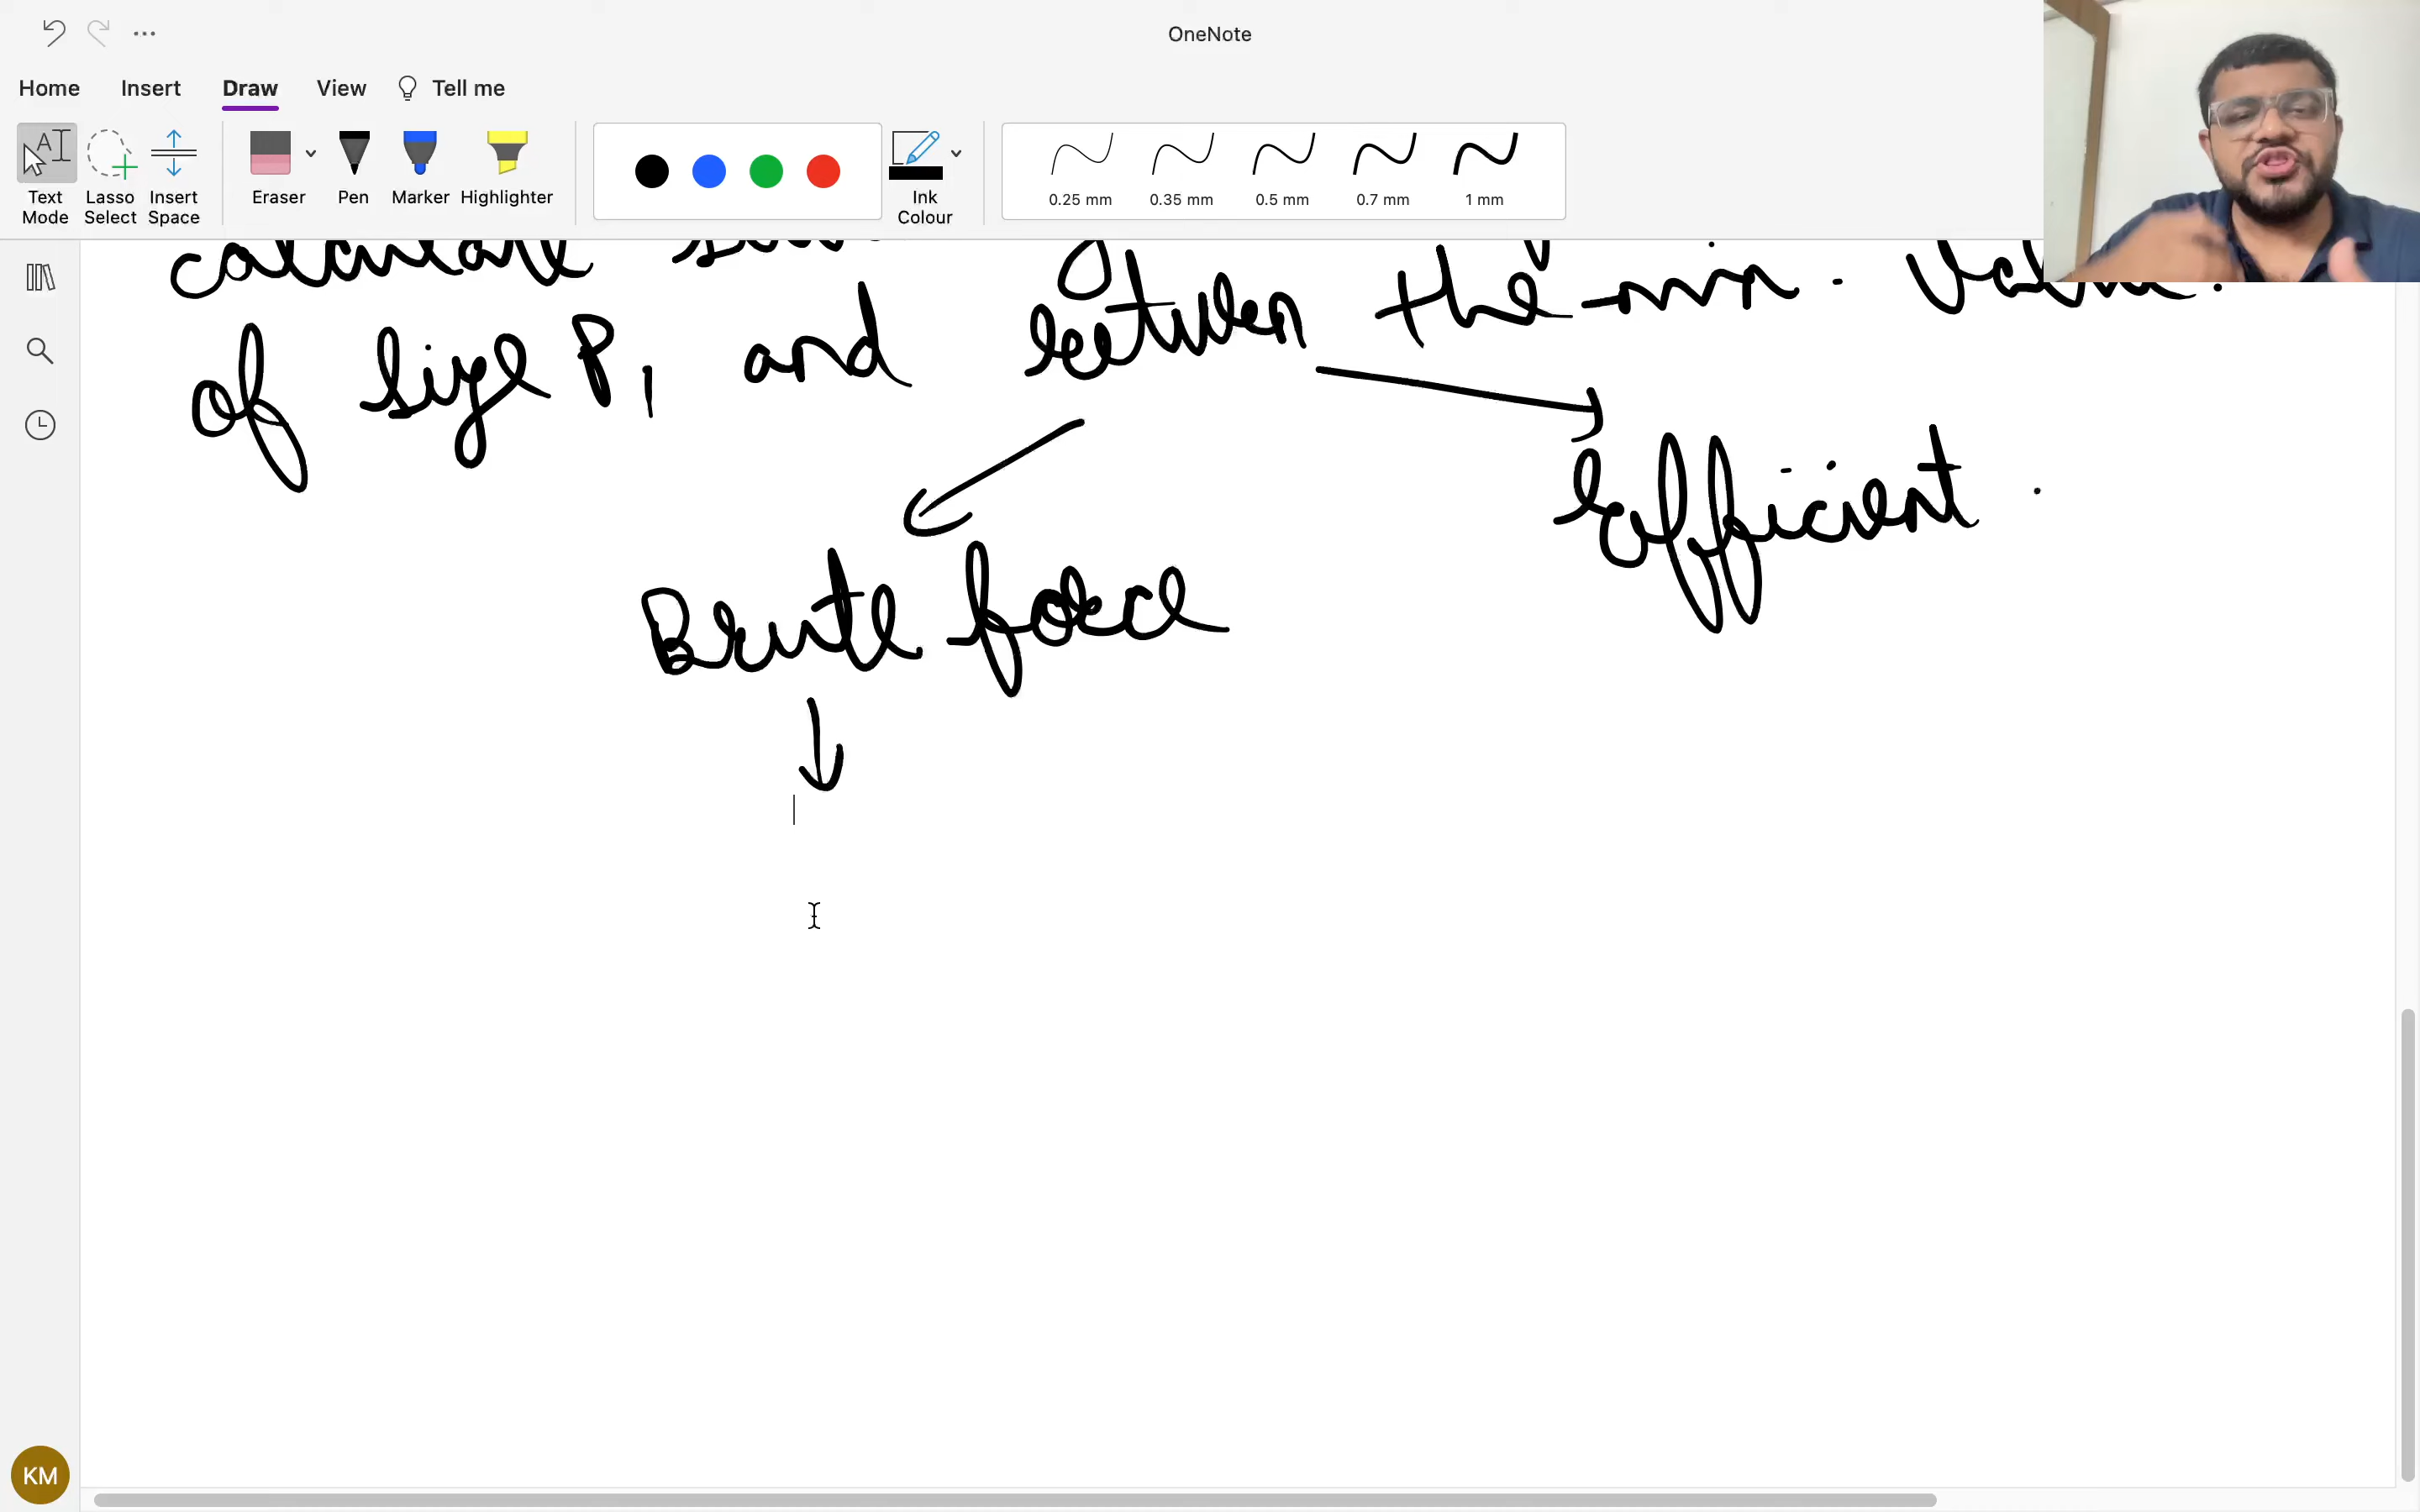 OneNote
Home Insert Draw View Tell me
Text Mode
Lasso Select
Insert Space
Eraser
Pen
Marker
Highlighter
Ink Colour
0.25 mm
0.35 mm
0.5 mm
0.7 mm
1 mm
calculate
of size P, and return the min. value.
Efficient.
Brute force
KM